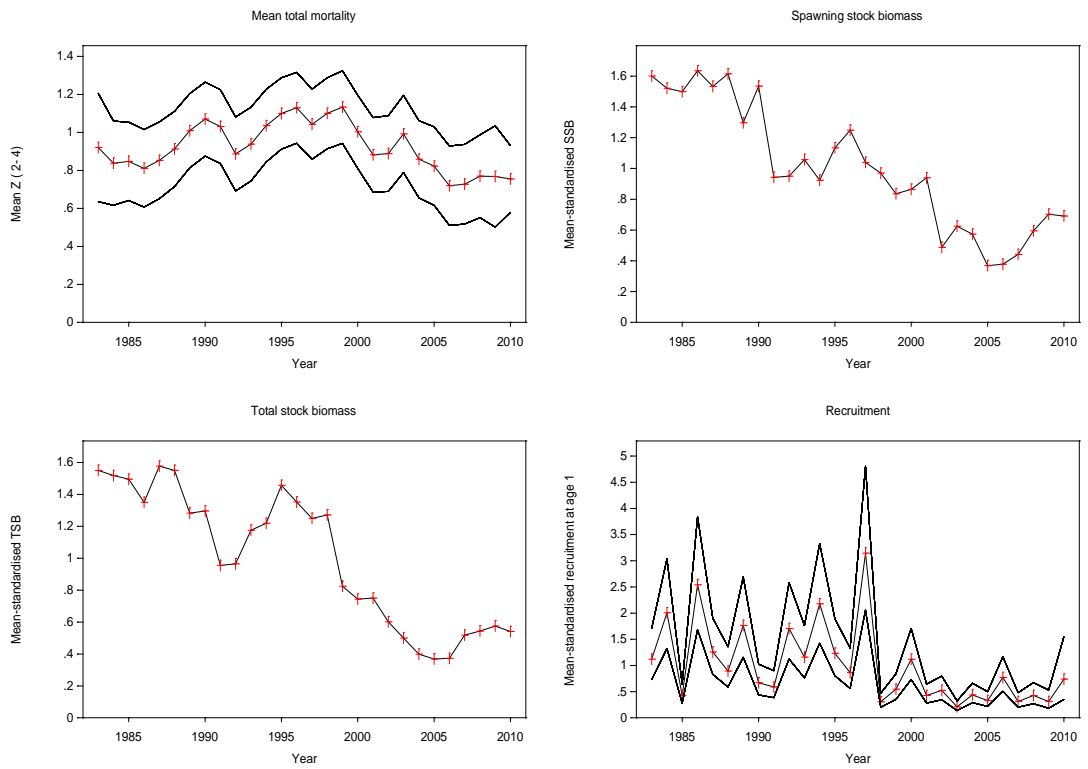 Mean total mortality
Mean Z ( 2- 4)
1.4
1.2
1
.8
.6
.4
.2
0
1985 1990 1995 2000 2005 2010
Year
Spawning stock biomass
Mean-standardised SSB
1.6
1.4
1.2
1
.8
.6
.4
.2
0
1985 1990 1995 2000 2005 2010
Year
Total stock biomass
Mean-standardised TSB
1.6
1.4
1.2
1
.8
.6
.4
.2
0
1985 1990 1995 2000 2005 2010
Year
Recruitment
Mean-standardised recruitment at age 1
5
4.5
4
3.5
3
2.5
2
1.5
1
.5
0
1985 1990 1995 2000 2005 2010
Year